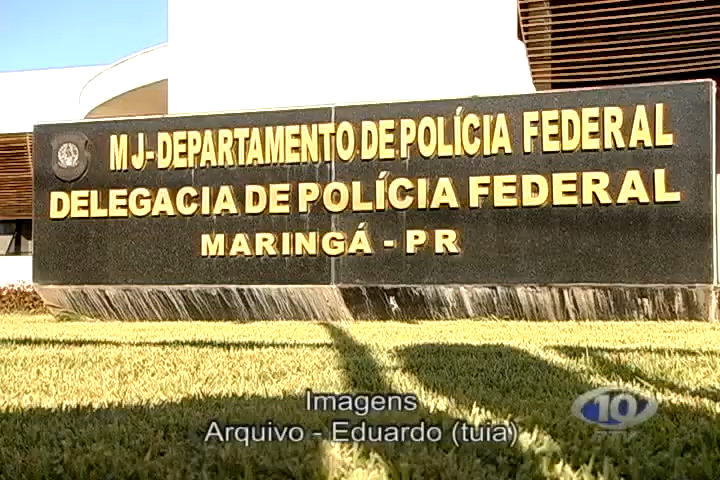 MJ-DEPARTAMENTO DE POLÍCIA FEDERAL
DELEGACIA DE POLÍCIA FEDERAL
MARINGÁ - PR
Imagens
Arquivo - Eduardo (tuia)
10